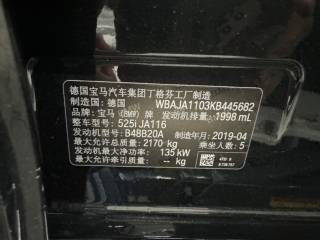 德国宝马汽车集团丁格芬工厂制造
制造国：德国 WBAJA1103KB445682
品牌：宝马（BMW）牌 发动机排量：1998 mL
整车型号：525i JA116
发动机型号：B48B20A 制造年月：2019-04
最大允许总质量：2170 kg 乘坐人数：5
最大净功率：135 kW
最大允许牵引质量：-- kg